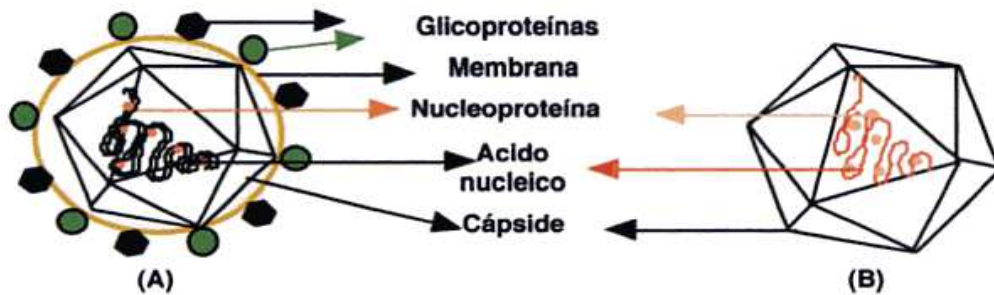 Glicoproteínas
Membrana
Nucleoproteína
Acido
nucleico
Cápside
(A)
(B)